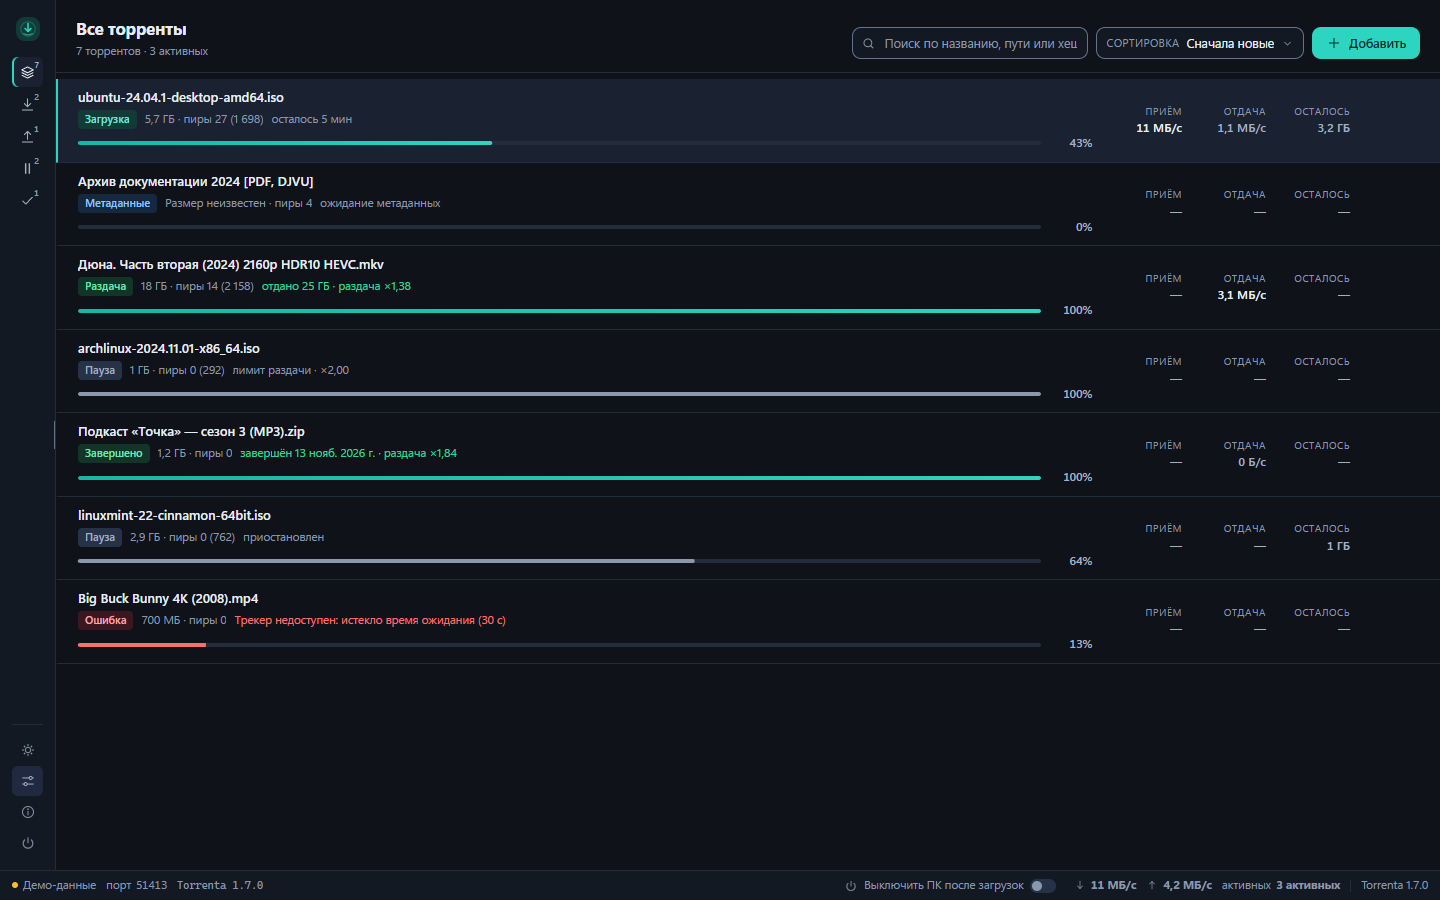 Все торренты
7 торрентов · 3 активных
Поиск по названию, пути или хец
СОРТИРОВКА Сначала новые
Добавить
7
2
1
2
1
ubuntu-24.04.1-desktop-amd64.iso
Загрузка 5,7 ГБ · пиры 27 (1 698) осталось 5 мин
43%
ПРИЁМ ОТДАЧА ОСТАЛОСЬ
11 МБ/с 1,1 МБ/с 3,2 ГБ
Архив документации 2024 [PDF, DJVU]
Метаданные Размер неизвестен · пиры 4 ожидание метаданных
0%
ПРИЁМ ОТДАЧА ОСТАЛОСЬ
— — —
Дюна. Часть вторая (2024) 2160p HDR10 HEVC.mkv
Раздача 18 ГБ · пиры 14 (2 158) отдано 25 ГБ · раздача ×1,38
100%
ПРИЁМ ОТДАЧА ОСТАЛОСЬ
— 3,1 МБ/с —
archlinux-2024.11.01-x86_64.iso
Пауза 1 ГБ · пиры 0 (292) лимит раздачи · ×2,00
100%
ПРИЁМ ОТДАЧА ОСТАЛОСЬ
— — —
Подкаст «Точка» — сезон 3 (MP3).zip
Завершено 1,2 ГБ · пиры 0 завершён 13 нояб. 2026 г. · раздача ×1,84
100%
ПРИЁМ ОТДАЧА ОСТАЛОСЬ
— 0 Б/с —
linuxmint-22-cinnamon-64bit.iso
Пауза 2,9 ГБ · пиры 0 (762) приостановлен
64%
ПРИЁМ ОТДАЧА ОСТАЛОСЬ
— — 1 ГБ
Big Buck Bunny 4K (2008).mp4
Ошибка 700 МБ · пиры 0 Трекер недоступен: истекло время ожидания (30 с)
13%
ПРИЁМ ОТДАЧА ОСТАЛОСЬ
— — —
Демо-данные порт 51413 Torrenta 1.7.0
Выключить ПК после загрузок ↓ 11 МБ/с ↑ 4,2 МБ/с активных 3 активных Torrenta 1.7.0